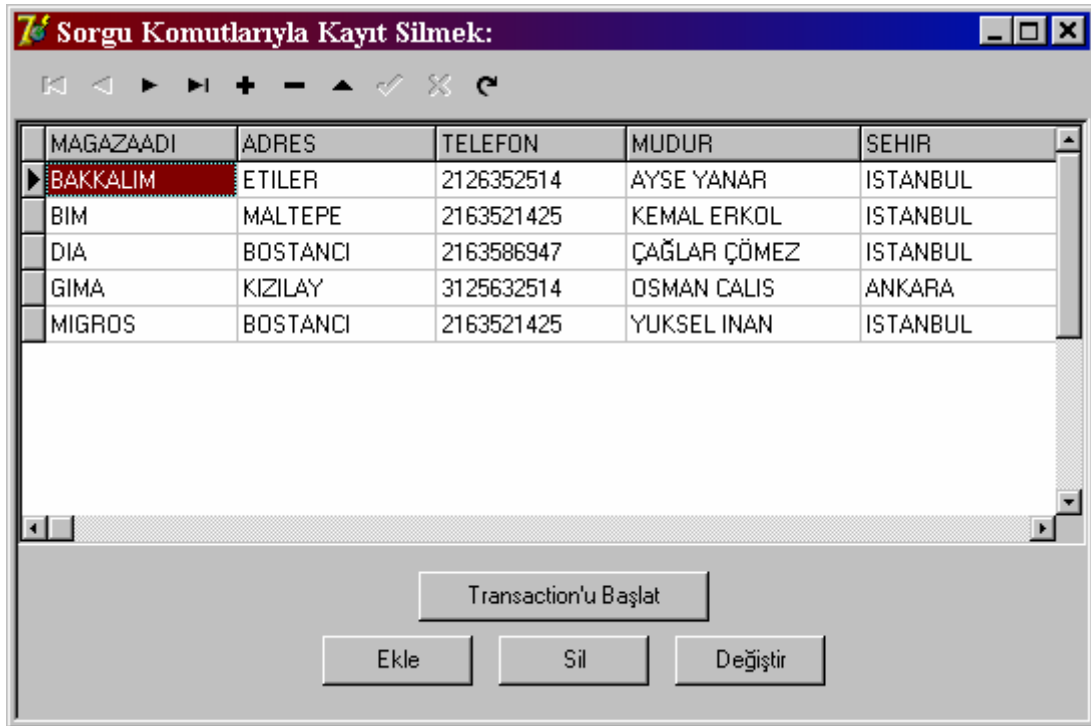 Sorgu Komutlarıyla Kayıt Silmek:
MAGAZAADI ADRES TELEFON MUDUR SEHIR
BAKKALIM ETILER 2126352514 AYSE YANAR ISTANBUL
BIM MALTEPE 2163521425 KEMAL ERKOL ISTANBUL
DIA BOSTANCI 2163586947 ÇAĞLAR ÇÖMEZ ISTANBUL
GIMA KIZILAY 3125632514 OSMAN CALIS ANKARA
MIGROS BOSTANCI 2163521425 YUKSEL INAN ISTANBUL
Transaction'u Başlat
Ekle Sil Değiştir